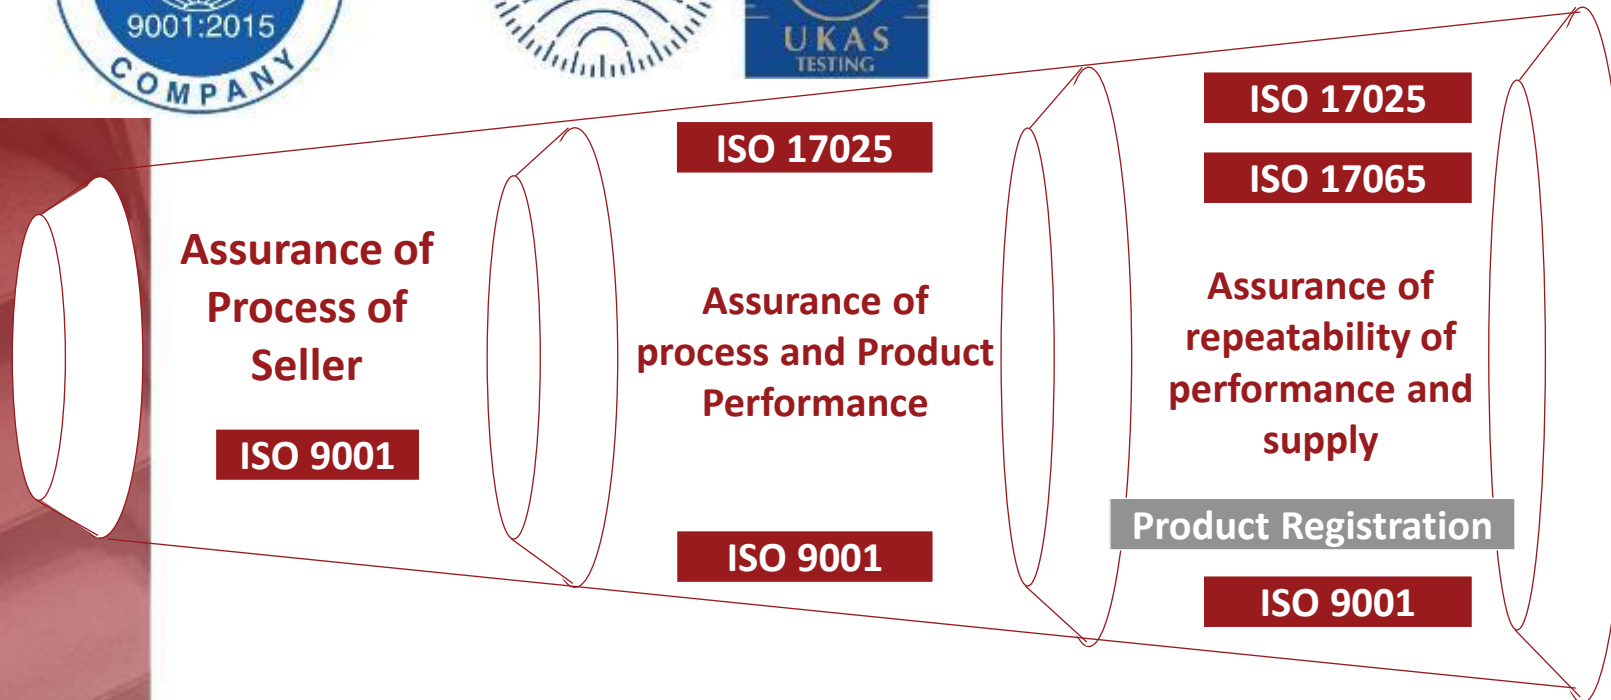 9001:2015
COMPANY
UKAS
TESTING
Assurance of
Process of
Seller
ISO 9001
ISO 17025
Assurance of
process and Product
Performance
ISO 9001
ISO 17025
ISO 17065
Assurance of
repeatability of
performance and
supply
Product Registration
ISO 9001